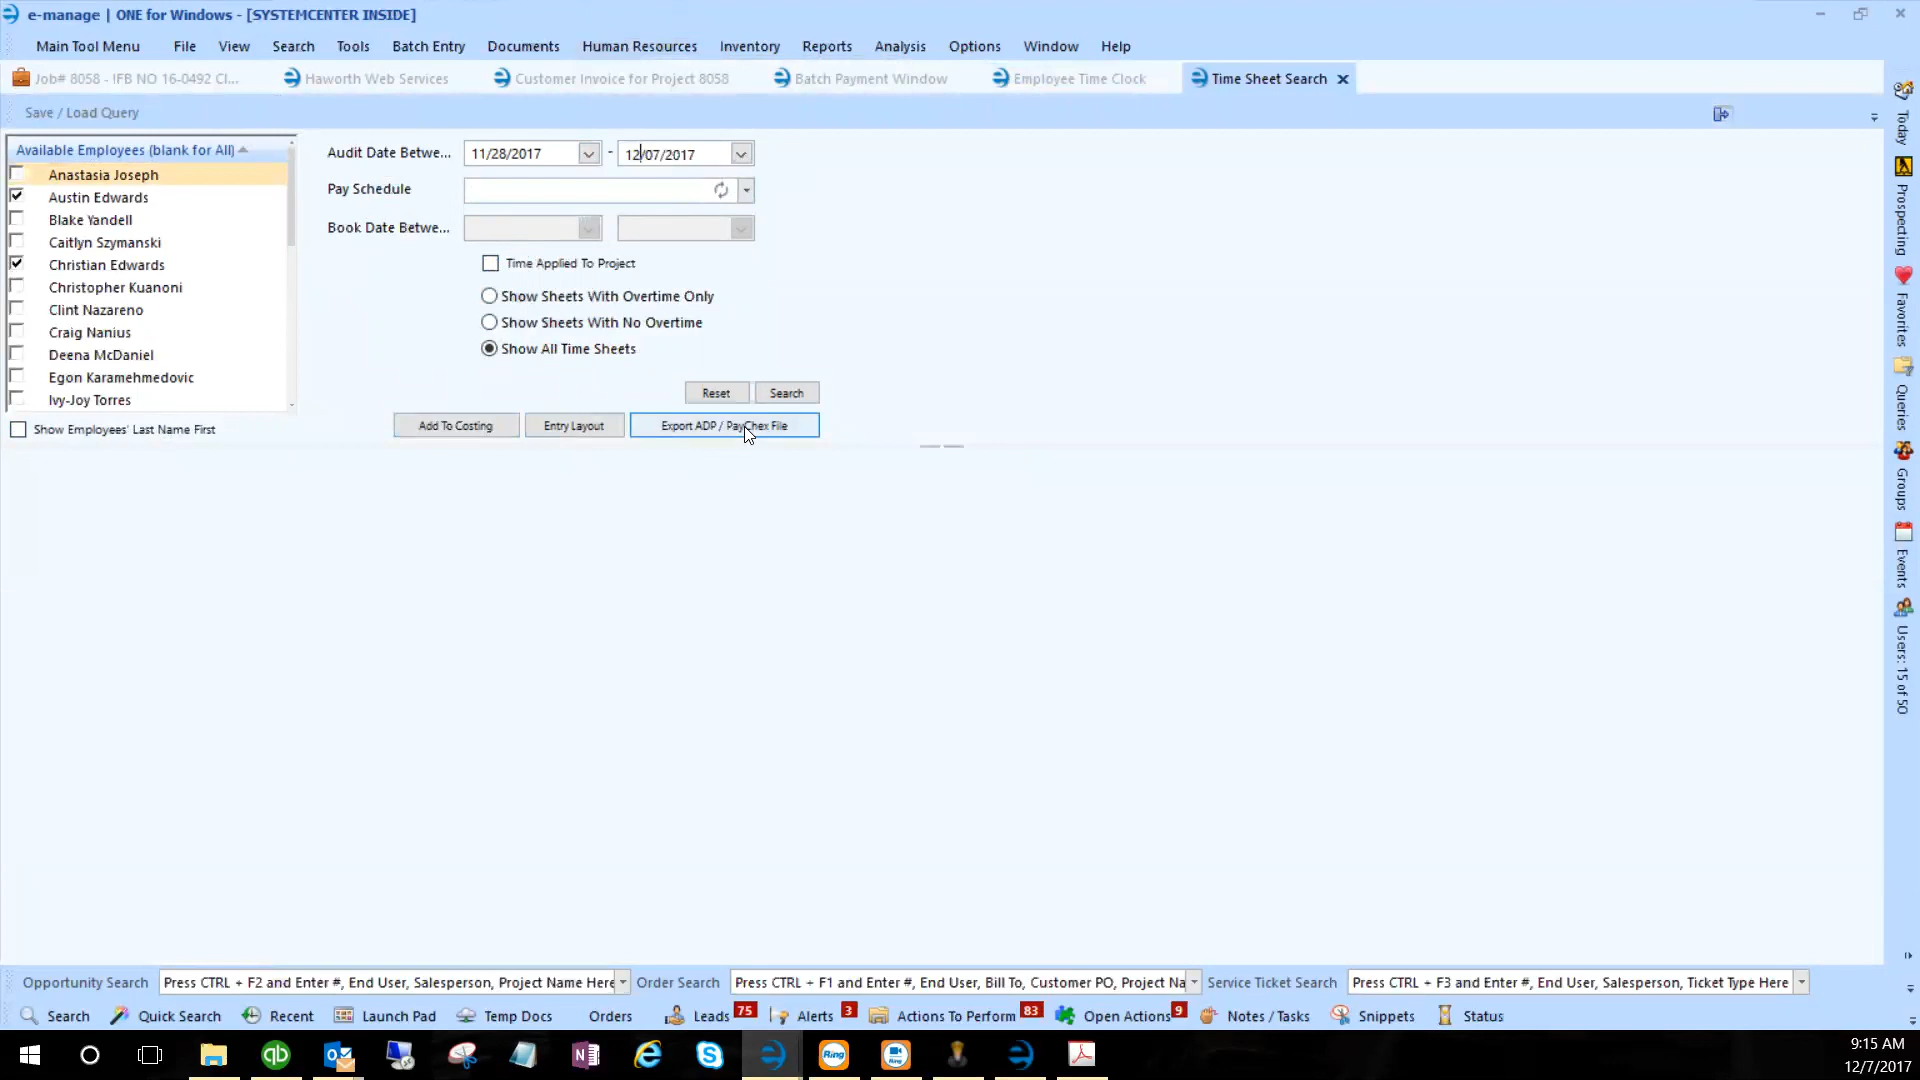 e-manage | ONE for Windows - [SYSTEMCENTER INSIDE]
Main Tool Menu File View Search Tools Batch Entry Documents Human Resources Inventory Reports Analysis Options Window Help
Job# 8058 - IFB NO 16-0492 Cl... Haworth Web Services Customer Invoice for Project 8058 Batch Payment Window Employee Time Clock Time Sheet Search
Save / Load Query
Available Employees (blank for All)
Anastasia Joseph
Austin Edwards
Blake Yandell
Caitlyn Szymanski
Christian Edwards
Christopher Kuanoni
Clint Nazareno
Craig Nanius
Deena McDaniel
Egon Karamehmedovic
Ivy-Joy Torres
Show Employees' Last Name First
Audit Date Betwe... 11/28/2017 - 12/07/2017
Pay Schedule
Book Date Betwe...
Time Applied To Project
Show Sheets With Overtime Only
Show Sheets With No Overtime
Show All Time Sheets
Reset Search
Add To Costing Entry Layout Export ADP / PayChex File
Today
Prospecting
Favorites
Queries
Groups
Events
Users: 15 of 50
Opportunity Search Press CTRL + F2 and Enter #, End User, Salesperson, Project Name Here Order Search Press CTRL + F1 and Enter #, End User, Bill To, Customer PO, Project Na Service Ticket Search Press CTRL + F3 and Enter #, End User, Salesperson, Ticket Type Here
Search Quick Search Recent Launch Pad Temp Docs Orders Leads 75 Alerts 3 Actions To Perform 83 Open Actions 9 Notes / Tasks Snippets Status
Ring
9:15 AM
12/7/2017